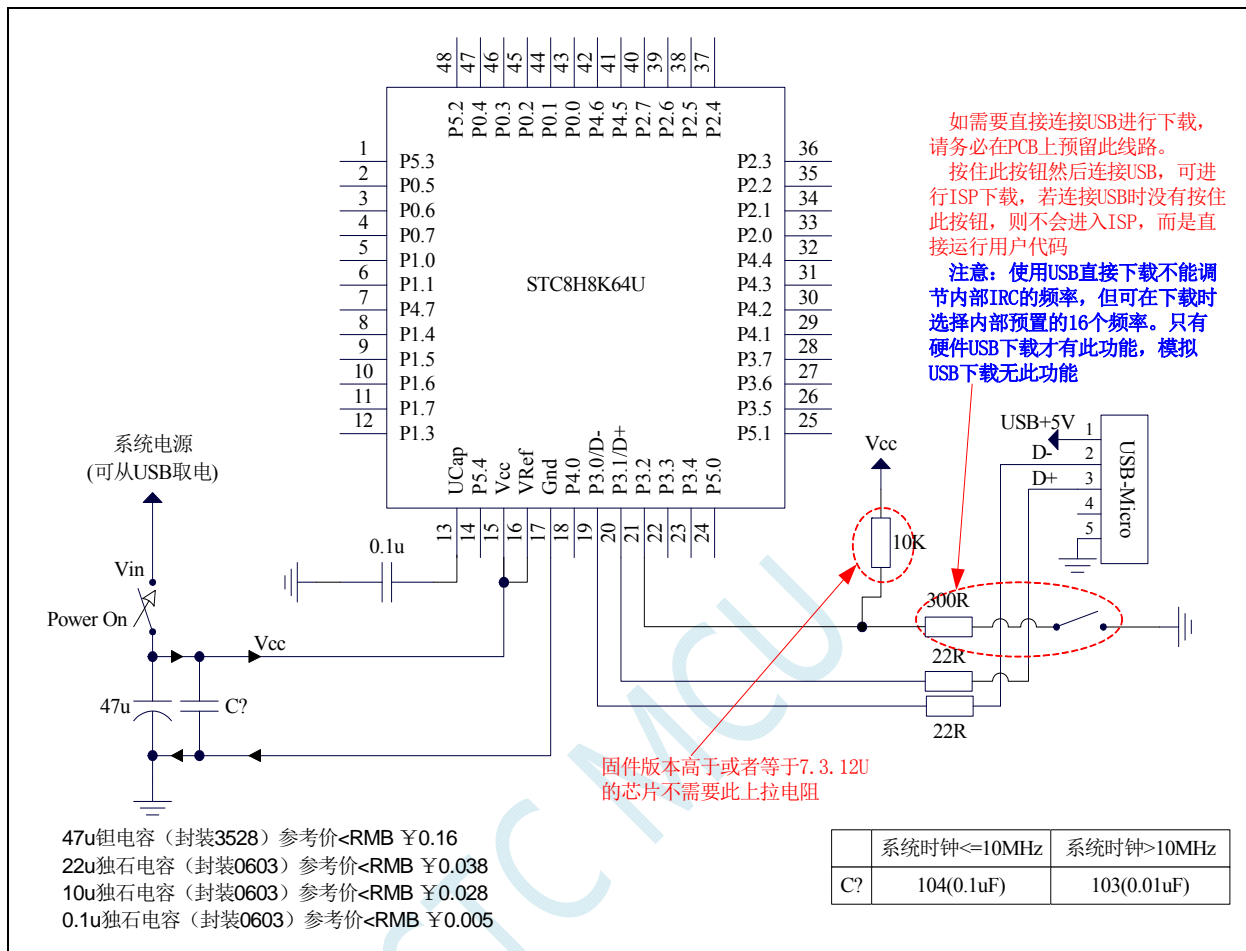 48 47 46 45 44 43 42 41 40 39 38 37
P5.2 P0.4 P0.3 P0.2 P0.1 P0.0 P4.6 P4.5 P2.7 P2.6 P2.5 P2.4
1 P5.3
2 P0.5
3 P0.6
4 P0.7
5 P1.0
6 P1.1
7 P4.7
8 P1.4
9 P1.5
10 P1.6
11 P1.7
12 P1.3
STC8H8K64U
P2.3 36
P2.2 35
P2.1 34
P2.0 33
P4.4 32
P4.3 31
P4.2 30
P4.1 29
P3.7 28
P3.6 27
P3.5 26
P5.1 25
UCap P5.4 Vcc VRef Gnd P4.0 P3.0/D- P3.1/D+ P3.2 P3.3 P3.4 P5.0
13 14 15 16 17 18 19 20 21 22 23 24
如需要直接连接USB进行下载,
请务必在PCB上预留此线路。
按住此按钮然后连接USB，可进
行ISP下载，若连接USB时没有按住
此按钮，则不会进入ISP，而是直
接运行用户代码
注意：使用USB直接下载不能调
节内部IRC的频率，但可在下载时
选择内部预置的16个频率。只有
硬件USB下载才有此功能，模拟
USB下载无此功能
系统电源
(可从USB取电)
Vin
Power On
Vcc
47u
C?
0.1u
Vcc
10K
300R
22R
22R
USB+5V
D-
D+
1
2
3
4
5
USB-Micro
固件版本高于或者等于7.3.12U
的芯片不需要此上拉电阻
STC MCU
47u钽电容（封装3528）参考价<RMB ￥0.16
22u独石电容（封装0603）参考价<RMB ￥0.038
10u独石电容（封装0603）参考价<RMB ￥0.028
0.1u独石电容（封装0603）参考价<RMB ￥0.005
系统时钟<=10MHz 系统时钟>10MHz
C? 104(0.1uF) 103(0.01uF)